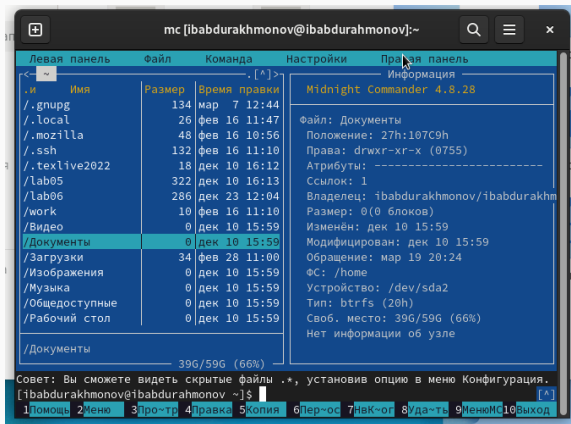 mc [ibabdurakhmonov@ibabdurahmonov]:~
Левая панель Файл Команда Настройки Правая панель
<─ ~ .[^]>
.и Имя Размер Время правки
/.gnupg 134 мар 7 12:44
/.local 26 фев 16 11:47
/.mozilla 48 фев 16 10:56
/.ssh 132 фев 16 11:10
/.texlive2022 18 дек 10 16:12
/lab05 322 дек 10 16:13
/lab06 286 дек 23 12:04
/work 10 фев 16 11:10
/Видео 0 дек 10 15:59
/Документы 0 дек 10 15:59
/Загрузки 34 фев 28 11:00
/Изображения 0 дек 10 15:59
/Музыка 0 дек 10 15:59
/Общедоступные 0 дек 10 15:59
/Рабочий стол 0 дек 10 15:59
/Документы
39G/59G (66%)
Информация
Midnight Commander 4.8.28
Файл: Документы
Положение: 27h:107C9h
Права: drwxr-xr-x (0755)
Атрибуты: ------------------------
Ссылок: 1
Владелец: ibabdurakhmonov/ibabdurakhm
Размер: 0(0 блоков)
Изменён: дек 10 15:59
Модифицирован: дек 10 15:59
Обращение: мар 19 20:24
ФС: /home
Устройство: /dev/sda2
Тип: btrfs (20h)
Своб. место: 39G/59G (66%)
Нет информации об узле
Совет: Вы сможете видеть скрытые файлы .*, установив опцию в меню Конфигурация.
[ibabdurakhmonov@ibabdurahmonov ~]$ [^]
1Помощь 2Меню 3Про~тр 4Правка 5Копия 6Пер~ос 7НвК~ог 8Уда~ть 9МенюMC 10Выход